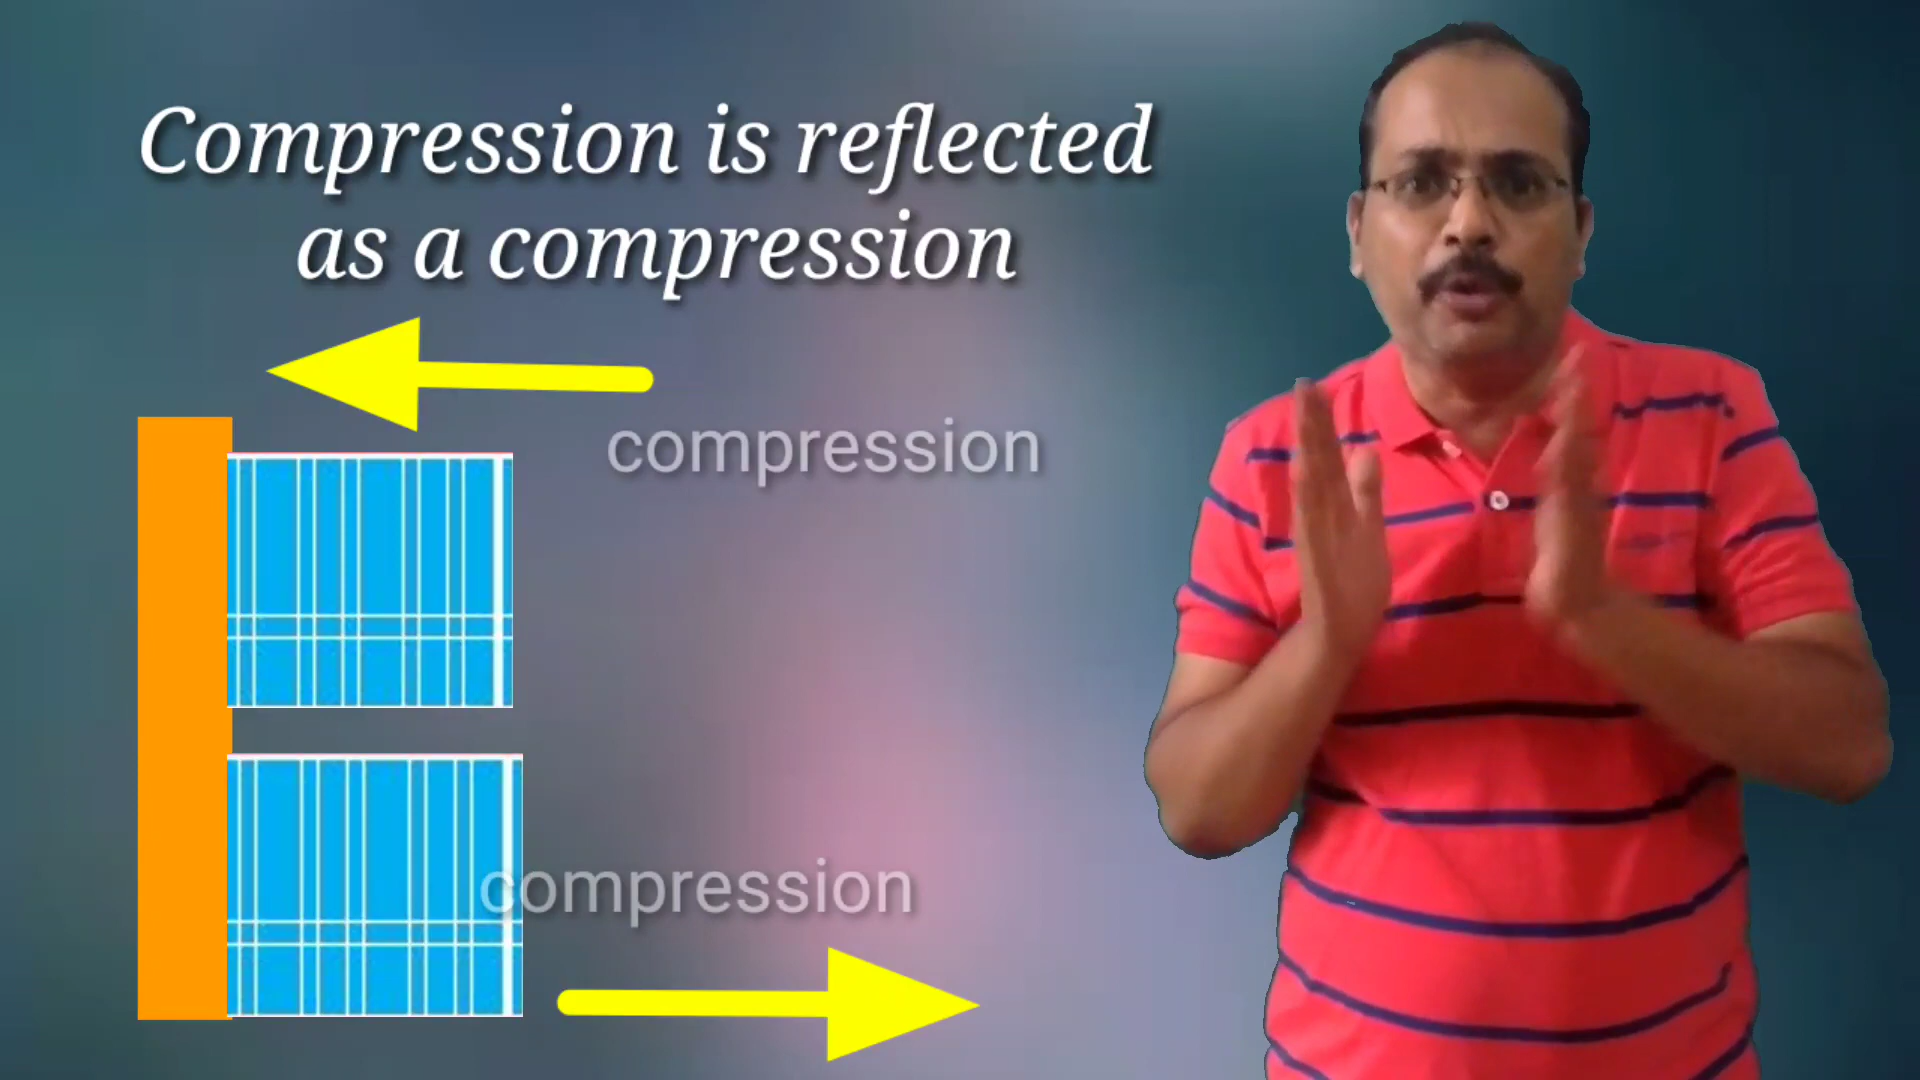 Compression is reflected
as a compression
compression
compression